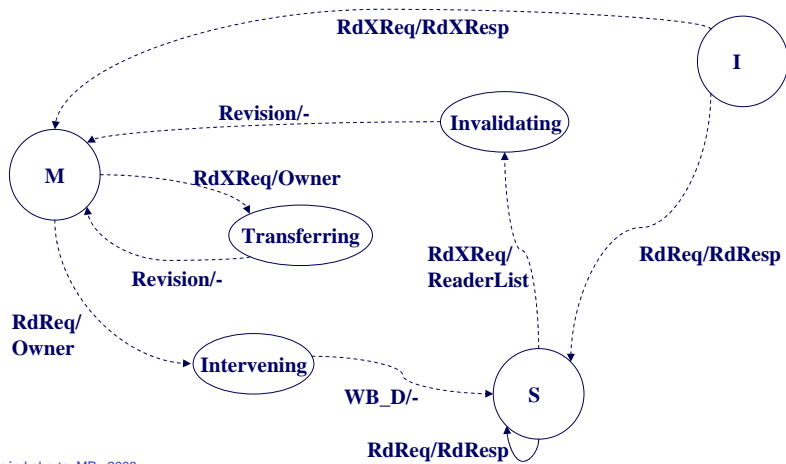 RdXReq/RdXResp
I
Revision/-
Invalidating
M
RdXReq/Owner
Transferring
RdXReq/
ReaderList
RdReq/RdResp
Revision/-
RdReq/
Owner
Intervening
WB_D/-
S
RdReq/RdResp